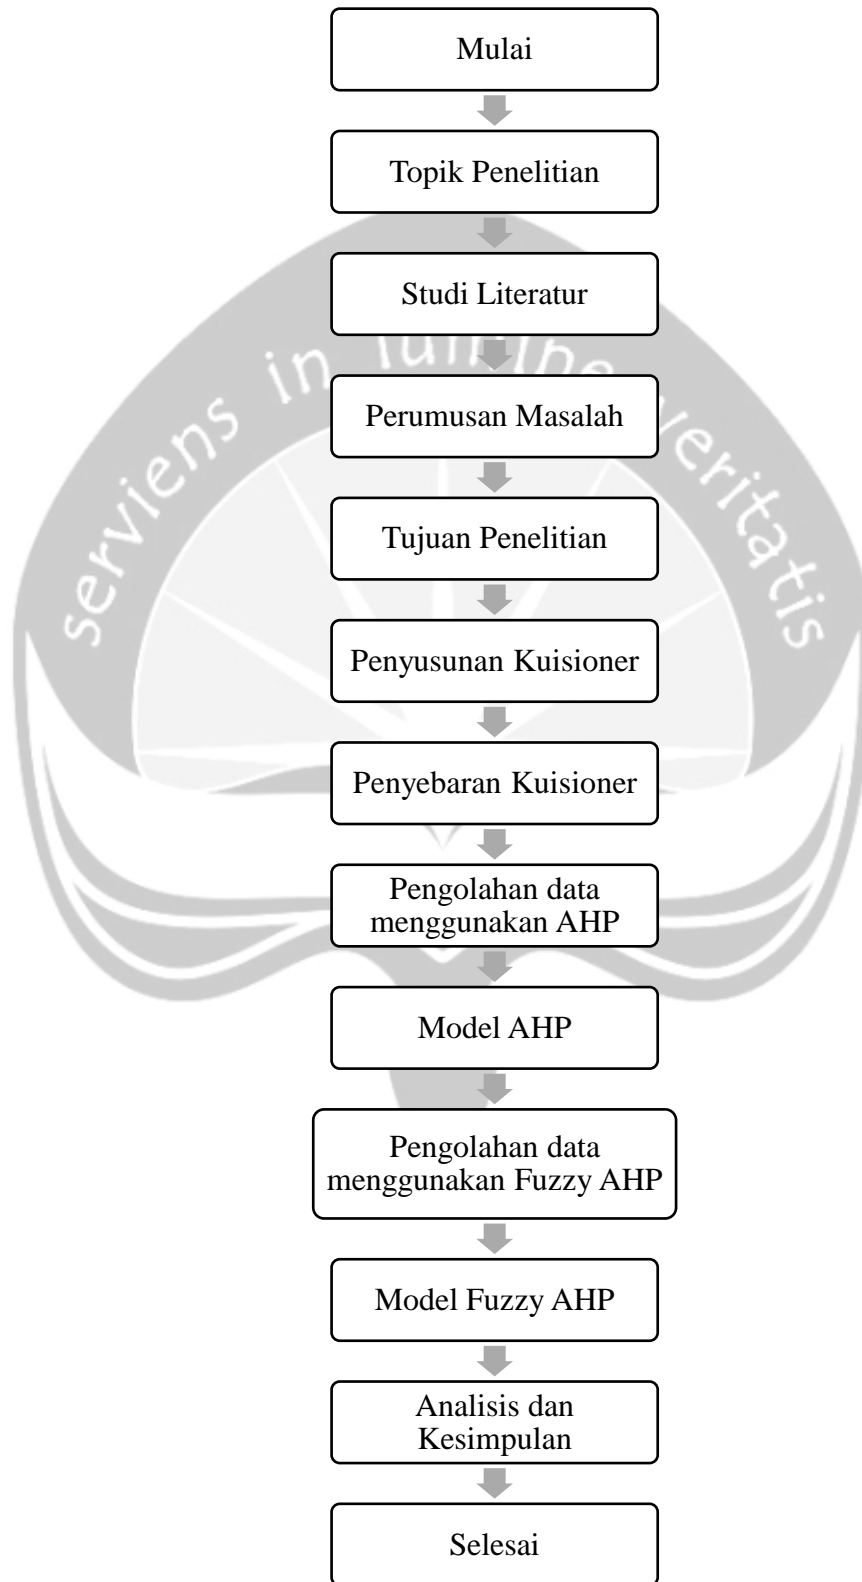 Mulai
Topik Penelitian
Studi Literatur
serviens in lumine veritatis
Perumusan Masalah
Tujuan Penelitian
Penyusunan Kuisioner
Penyebaran Kuisioner
Pengolahan data
menggunakan AHP
Model AHP
Pengolahan data
menggunakan Fuzzy AHP
Model Fuzzy AHP
Analisis dan
Kesimpulan
Selesai